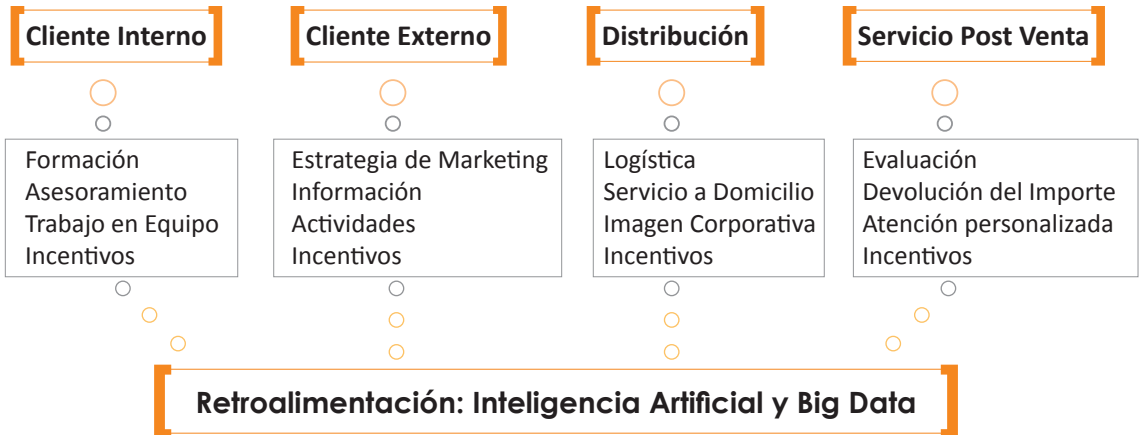 Cliente Interno
Cliente Externo
Distribución
Servicio Post Venta
Formación
Asesoramiento
Trabajo en Equipo
Incentivos
Estrategia de Marketing
Información
Actividades
Incentivos
Logística
Servicio a Domicilio
Imagen Corporativa
Incentivos
Evaluación
Devolución del Importe
Atención personalizada
Incentivos
Retroalimentación: Inteligencia Artificial y Big Data